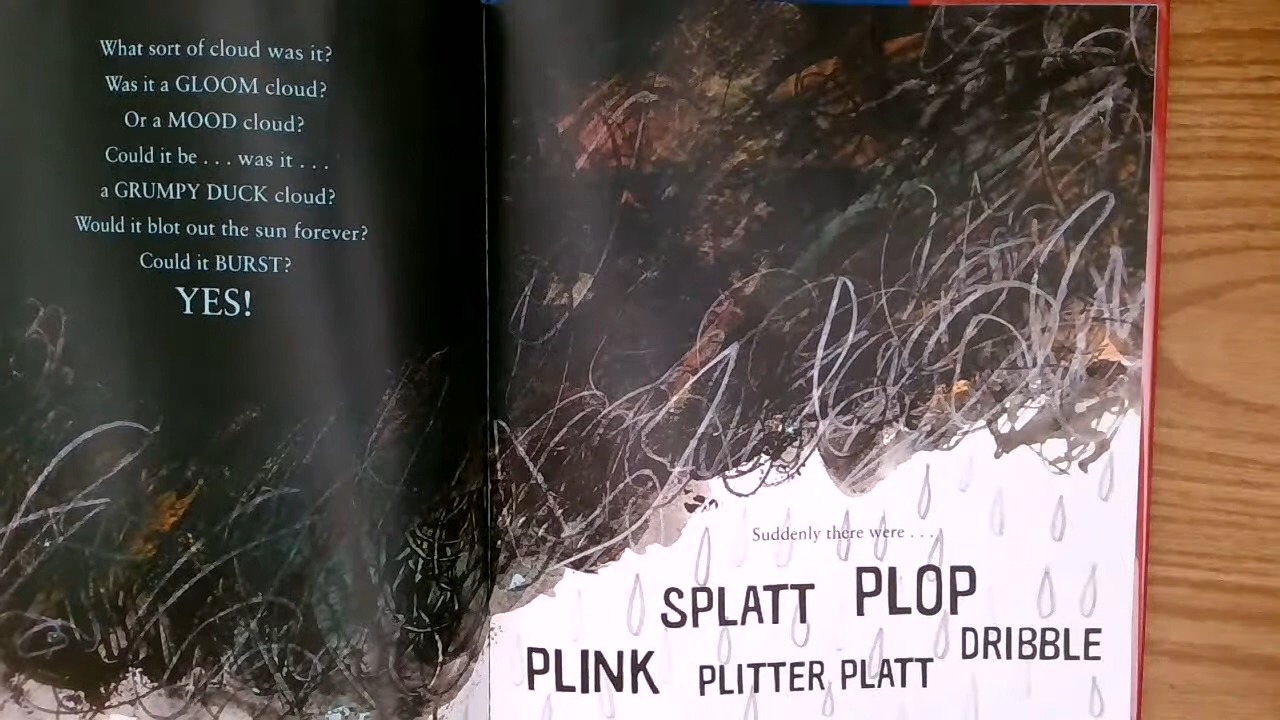 What sort of cloud was it?
Was it a GLOOM cloud?
Or a MOOD cloud?
Could it be . . . was it . . .
a GRUMPY DUCK cloud?
Would it blot out the sun forever?
Could it BURST?
YES!
Suddenly there were . . .
SPLATT PLOP
PLINK PLITTER PLATT DRIBBLE